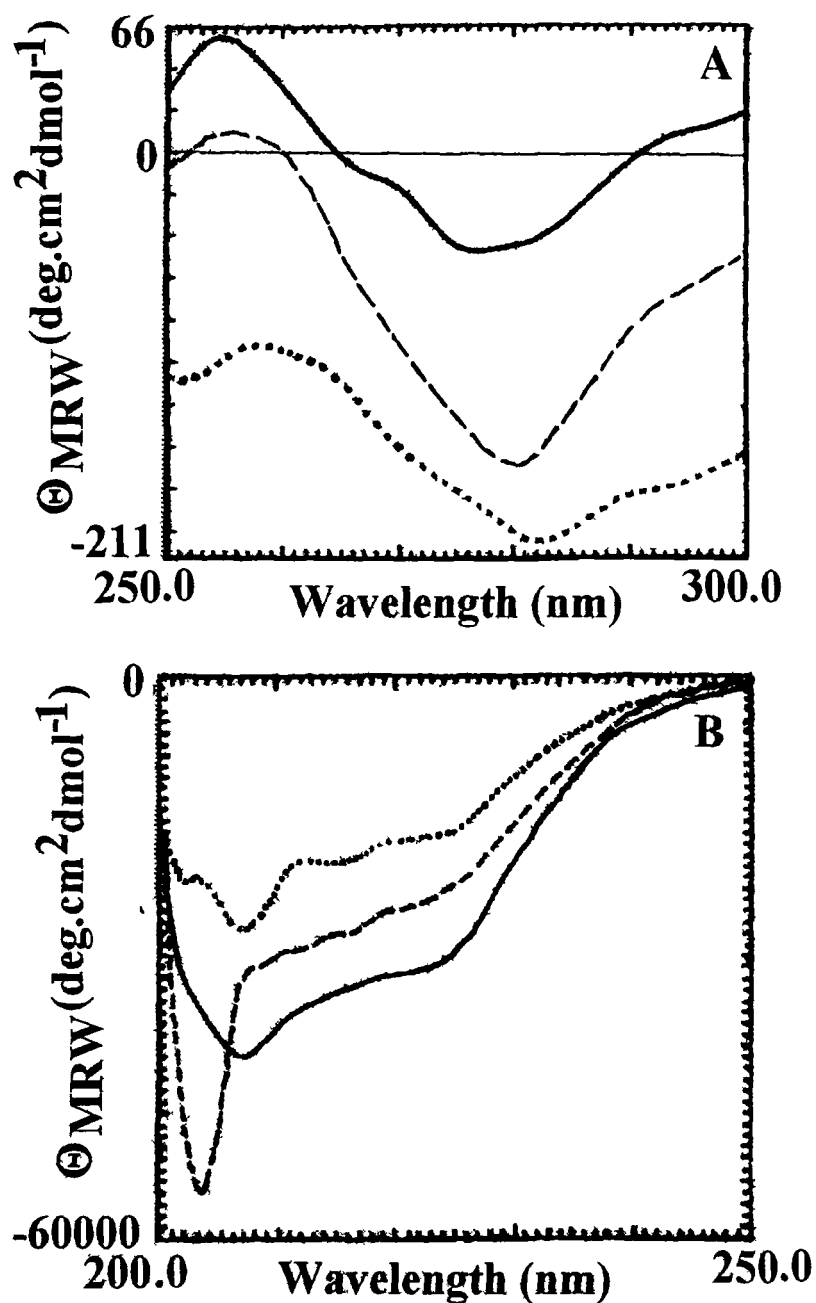 66
A
0
ΘMRW(deg.cm2dmol-1)
-211
250.0
Wavelength (nm)
300.0
0
B
ΘMRW(deg.cm2dmol-1)
-60000
200.0
Wavelength (nm)
250.0